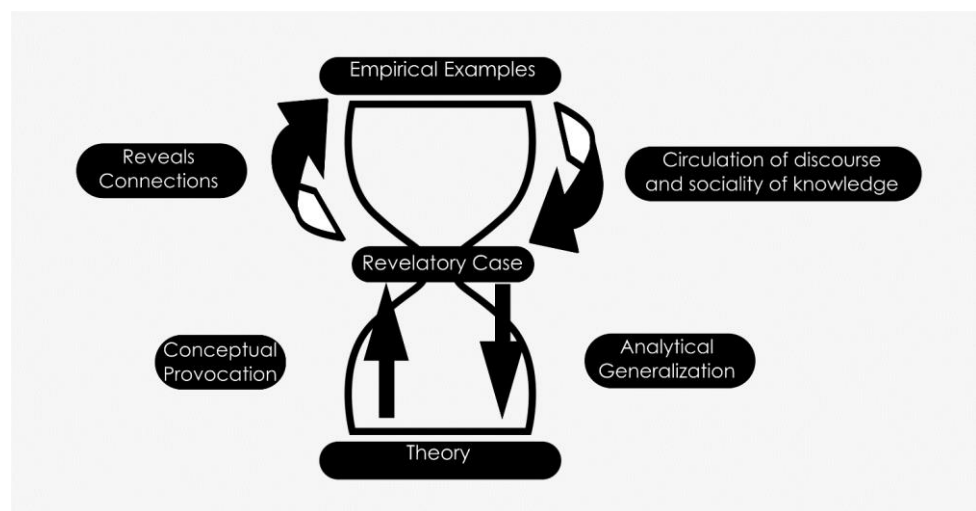 Empirical Examples
Reveals
Connections
Circulation of discourse
and sociality of knowledge
Revelatory Case
Conceptual
Provocation
Analytical
Generalization
Theory